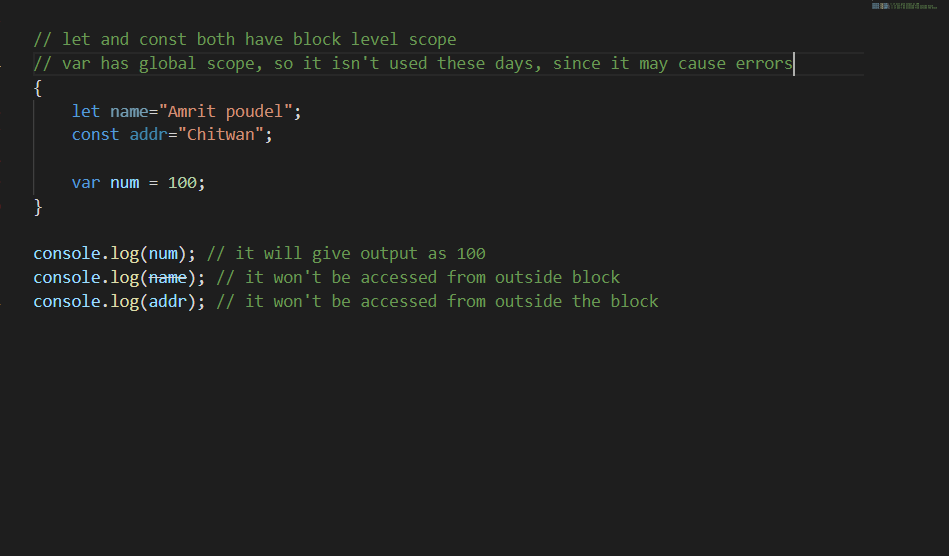 // let and const both have block level scope
// var has global scope, so it isn't used these days, since it may cause errors
{
    let name="Amrit poudel";
    const addr="Chitwan";

    var num = 100;
}

console.log(num); // it will give output as 100
console.log(name); // it won't be accessed from outside block
console.log(addr); // it won't be accessed from outside the block